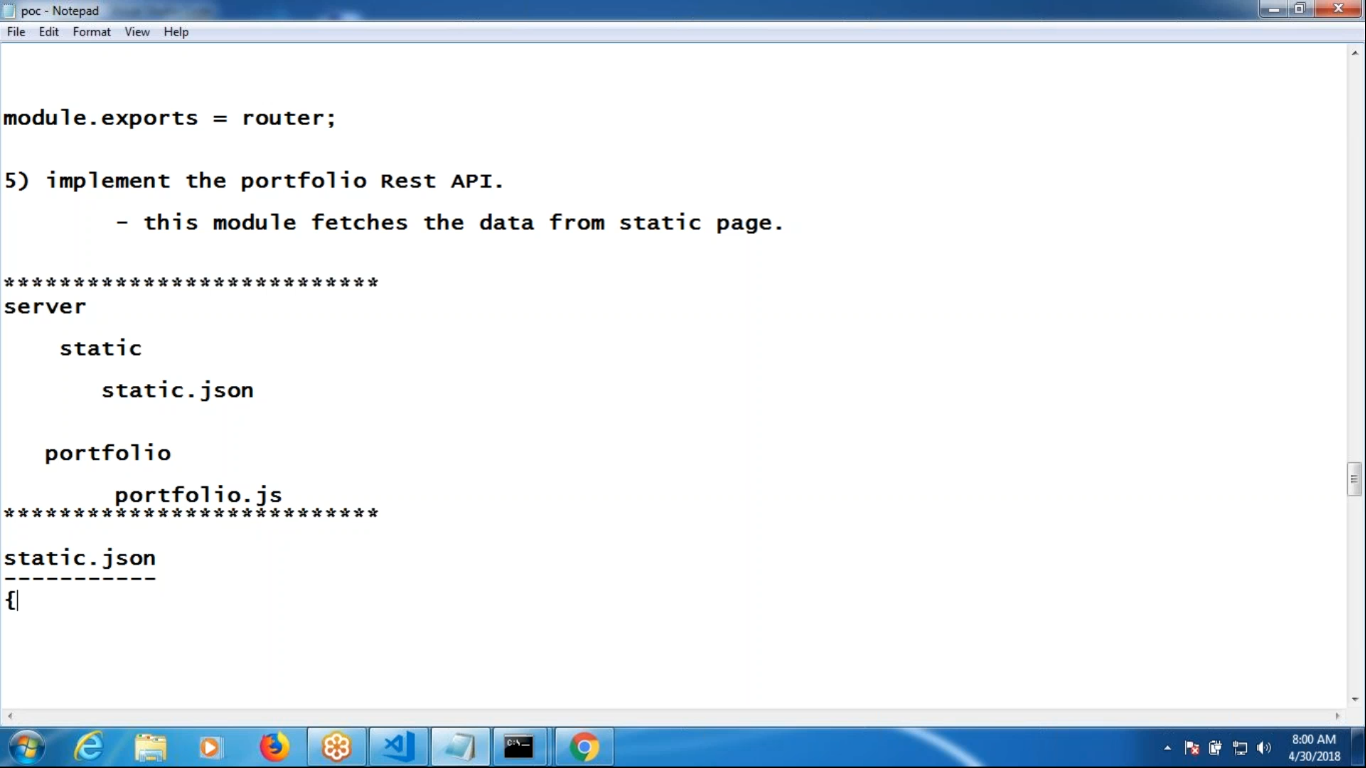 poc - Notepad
File Edit Format View Help
module.exports = router;
5) implement the portfolio Rest API.
- this module fetches the data from static page.
***************************
server
static
static.json
portfolio
portfolio.js
***************************
static.json
-----------
{
C:\_
8:00 AM
4/30/2018